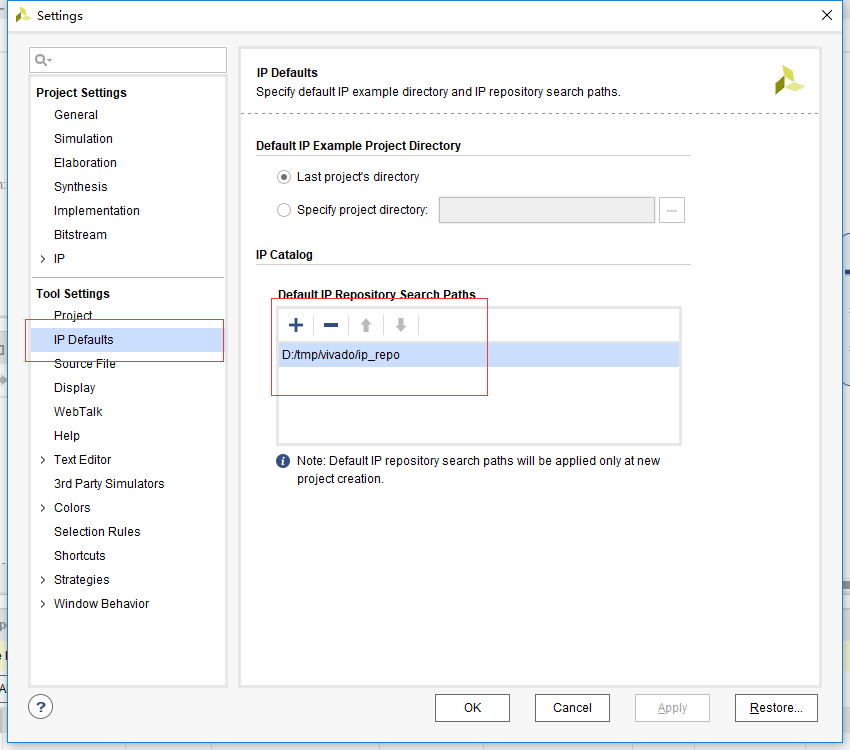 Settings
Project Settings
General
Simulation
Elaboration
Synthesis
Implementation
Bitstream
IP
Tool Settings
Project
IP Defaults
Source File
Display
WebTalk
Help
Text Editor
3rd Party Simulators
Colors
Selection Rules
Shortcuts
Strategies
Window Behavior
IP Defaults
Specify default IP example directory and IP repository search paths.
Default IP Example Project Directory
Last project's directory
Specify project directory:
...
IP Catalog
Default IP Repository Search Paths
D:/tmp/vivado/ip_repo
Note: Default IP repository search paths will be applied only at new
project creation.
?
OK
Cancel
Apply
Restore...